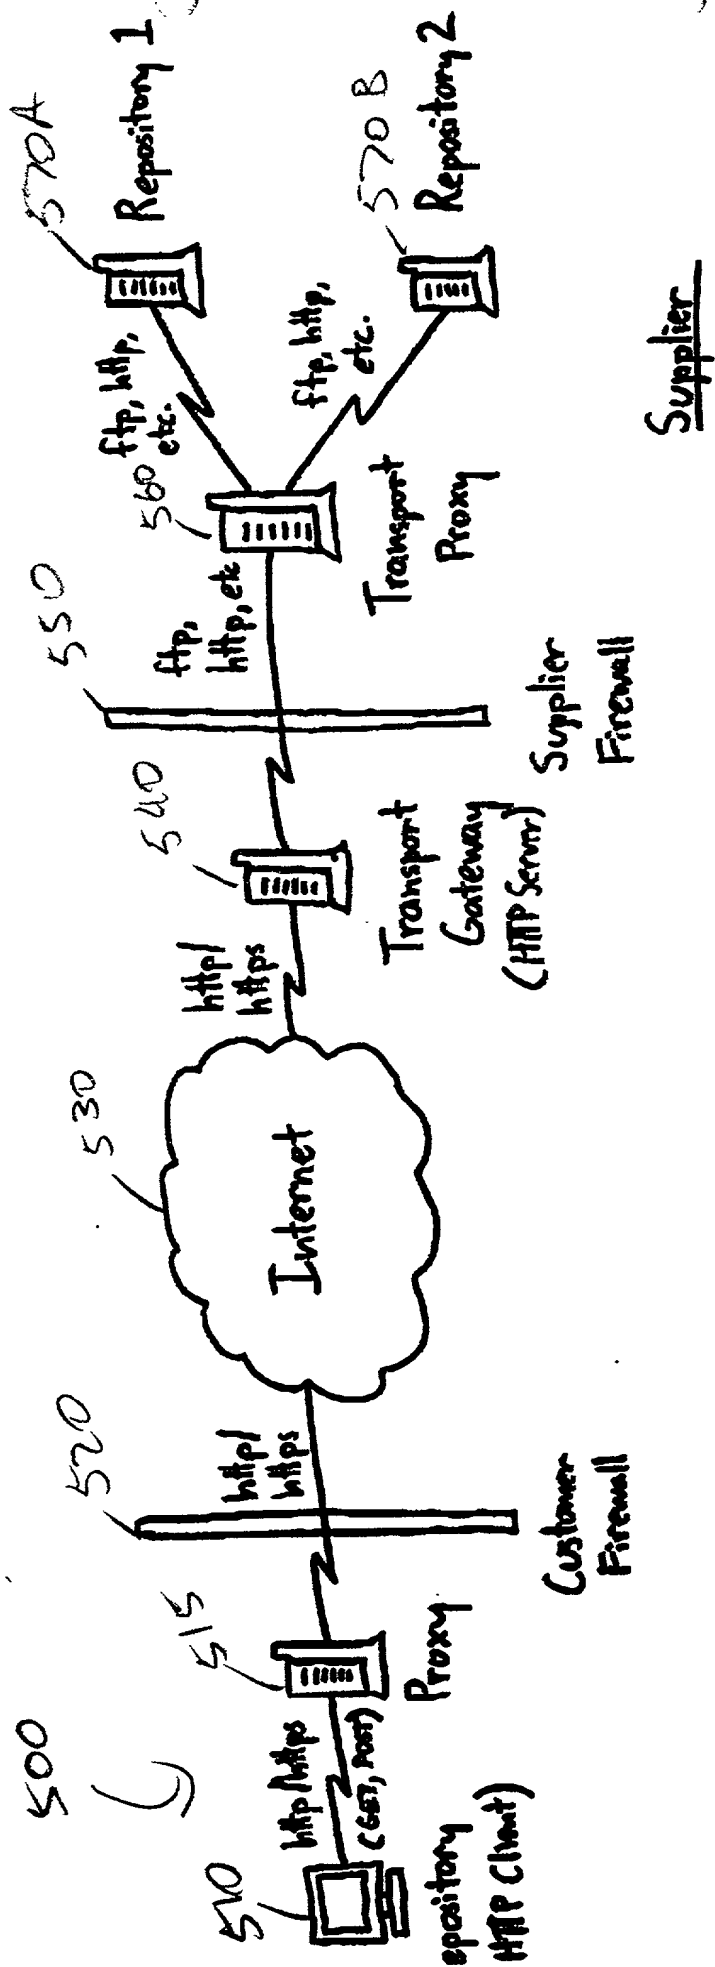 500
510
epository
HTTP Client)
http/https
(GET, POST)
515
Proxy
520
http/
https
Customer
Firewall
530
Internet
http/
https
540
Transport
Gateway
(HTTP Server)
550
Supplier
Firewall
ftp,
http, etc
560
Transport
Proxy
ftp, http,
etc.
570A
Repository 1
ftp, http,
etc.
570B
Repository 2
Supplier